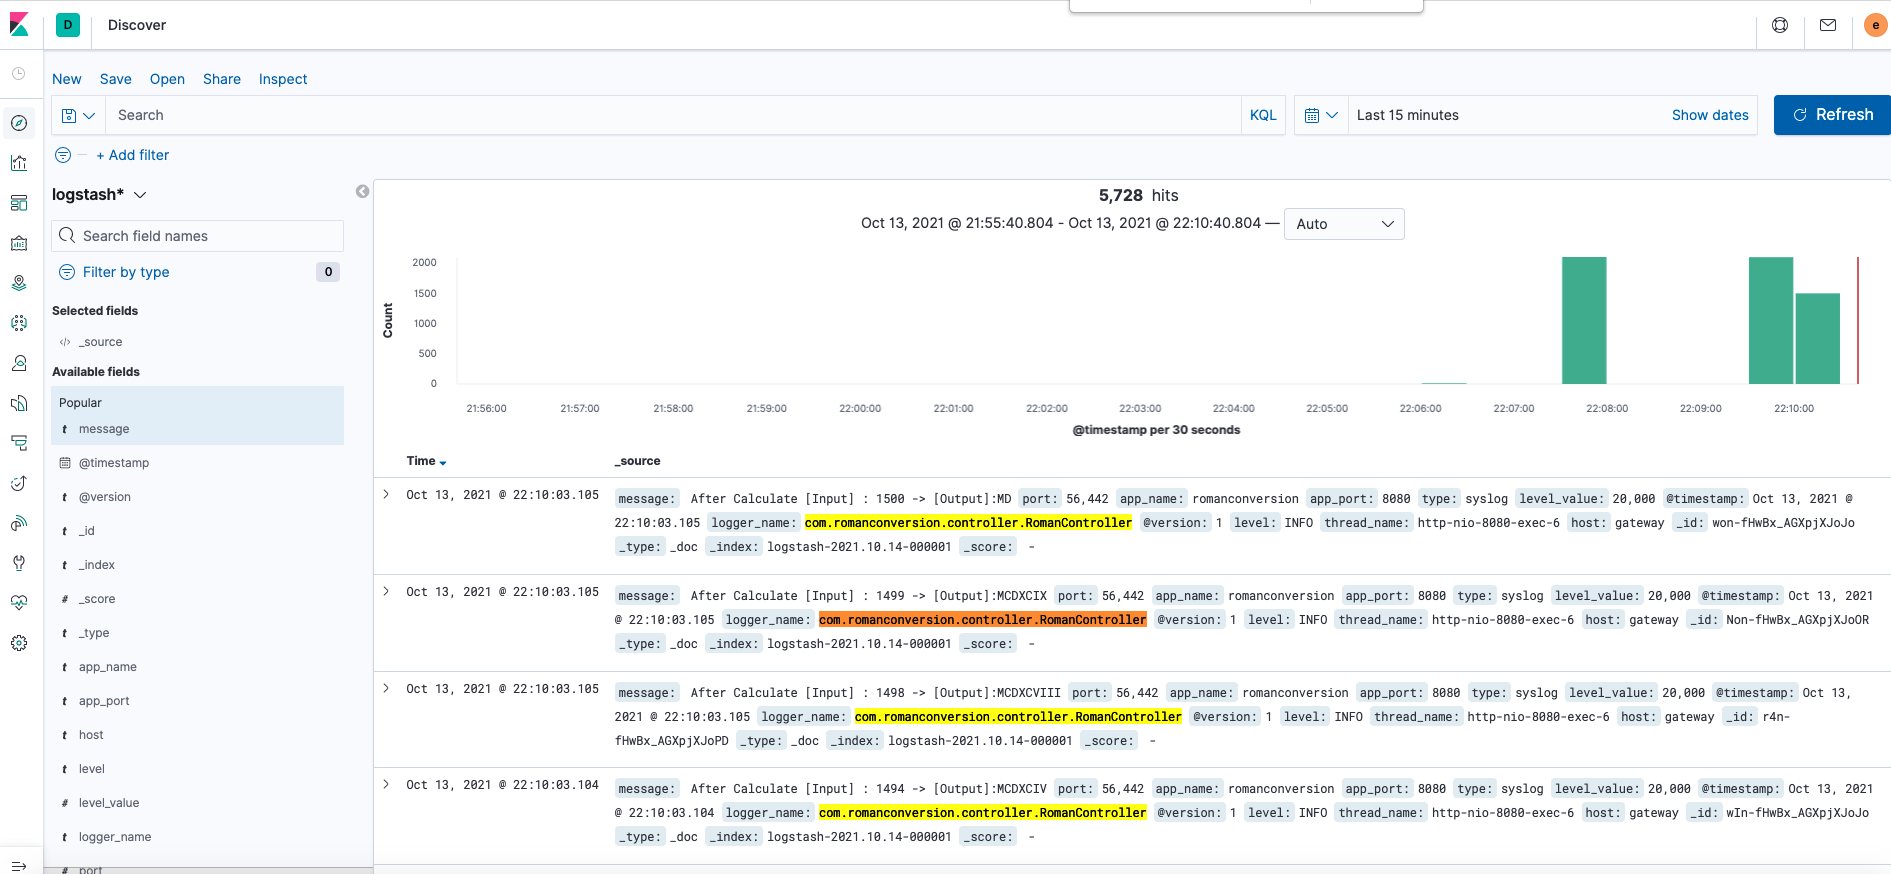 D Discover e
New Save Open Share Inspect
Search KQL Last 15 minutes Show dates Refresh
+ Add filter
logstash*
Search field names
Filter by type 0
Selected fields
</> _source
Available fields
Popular
t message
@timestamp
t @version
t _id
t _index
# _score
t _type
t app_name
t app_port
t host
t level
# level_value
t logger_name
# port
5,728 hits
Oct 13, 2021 @ 21:55:40.804 - Oct 13, 2021 @ 22:10:40.804 — Auto
Count
2000
1500
1000
500
0
21:56:00 21:57:00 21:58:00 21:59:00 22:00:00 22:01:00 22:02:00 22:03:00 22:04:00 22:05:00 22:06:00 22:07:00 22:08:00 22:09:00 22:10:00
@timestamp per 30 seconds
Time _source
Oct 13, 2021 @ 22:10:03.105 message: After Calculate [Input] : 1500 -> [Output]:MD port: 56,442 app_name: romanconversion app_port: 8080 type: syslog level_value: 20,000 @timestamp: Oct 13, 2021 @
22:10:03.105 logger_name: com.romanconversion.controller.RomanController @version: 1 level: INFO thread_name: http-nio-8080-exec-6 host: gateway _id: won-fHwBx_AGXpjXJoJo
_type: _doc _index: logstash-2021.10.14-000001 _score: -
Oct 13, 2021 @ 22:10:03.105 message: After Calculate [Input] : 1499 -> [Output]:MCDXCIX port: 56,442 app_name: romanconversion app_port: 8080 type: syslog level_value: 20,000 @timestamp: Oct 13, 2021
@ 22:10:03.105 logger_name: com.romanconversion.controller.RomanController @version: 1 level: INFO thread_name: http-nio-8080-exec-6 host: gateway _id: Non-fHwBx_AGXpjXJoOR
_type: _doc _index: logstash-2021.10.14-000001 _score: -
Oct 13, 2021 @ 22:10:03.105 message: After Calculate [Input] : 1498 -> [Output]:MCDXCVIII port: 56,442 app_name: romanconversion app_port: 8080 type: syslog level_value: 20,000 @timestamp: Oct 13,
2021 @ 22:10:03.105 logger_name: com.romanconversion.controller.RomanController @version: 1 level: INFO thread_name: http-nio-8080-exec-6 host: gateway _id: r4n-
fHwBx_AGXpjXJoPD _type: _doc _index: logstash-2021.10.14-000001 _score: -
Oct 13, 2021 @ 22:10:03.104 message: After Calculate [Input] : 1494 -> [Output]:MCDXCIV port: 56,442 app_name: romanconversion app_port: 8080 type: syslog level_value: 20,000 @timestamp: Oct 13, 2021
@ 22:10:03.104 logger_name: com.romanconversion.controller.RomanController @version: 1 level: INFO thread_name: http-nio-8080-exec-6 host: gateway _id: wIn-fHwBx_AGXpjXJoJo
_type: _doc _index: logstash-2021.10.14-000001 _score: -